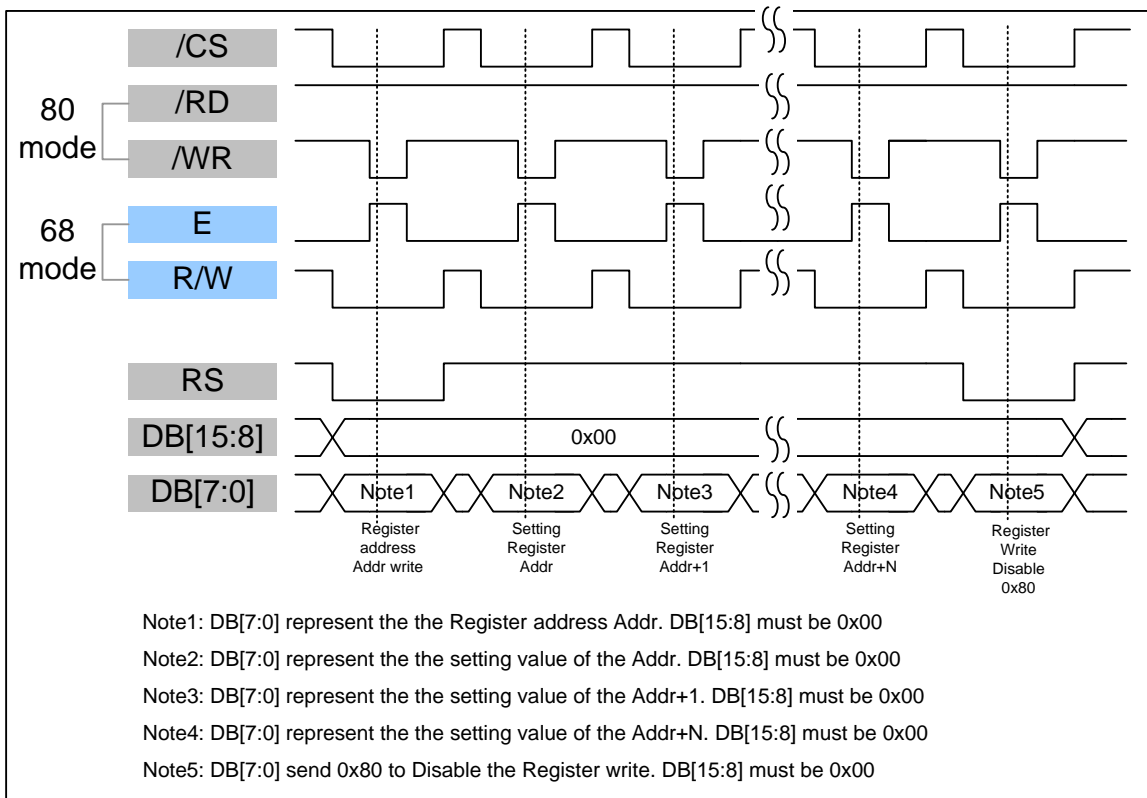 /CS
/RD
80
mode
/WR
E
68
mode
R/W
RS
DB[15:8]
0x00
DB[7:0]
Note1
Note2
Note3
Note4
Note5
Register
address
Addr write
Setting
Register
Addr
Setting
Register
Addr+1
Setting
Register
Addr+N
Register
Write
Disable
0x80
Note1: DB[7:0] represent the the Register address Addr. DB[15:8] must be 0x00
Note2: DB[7:0] represent the the setting value of the Addr. DB[15:8] must be 0x00
Note3: DB[7:0] represent the the setting value of the Addr+1. DB[15:8] must be 0x00
Note4: DB[7:0] represent the the setting value of the Addr+N. DB[15:8] must be 0x00
Note5: DB[7:0] send 0x80 to Disable the Register write. DB[15:8] must be 0x00